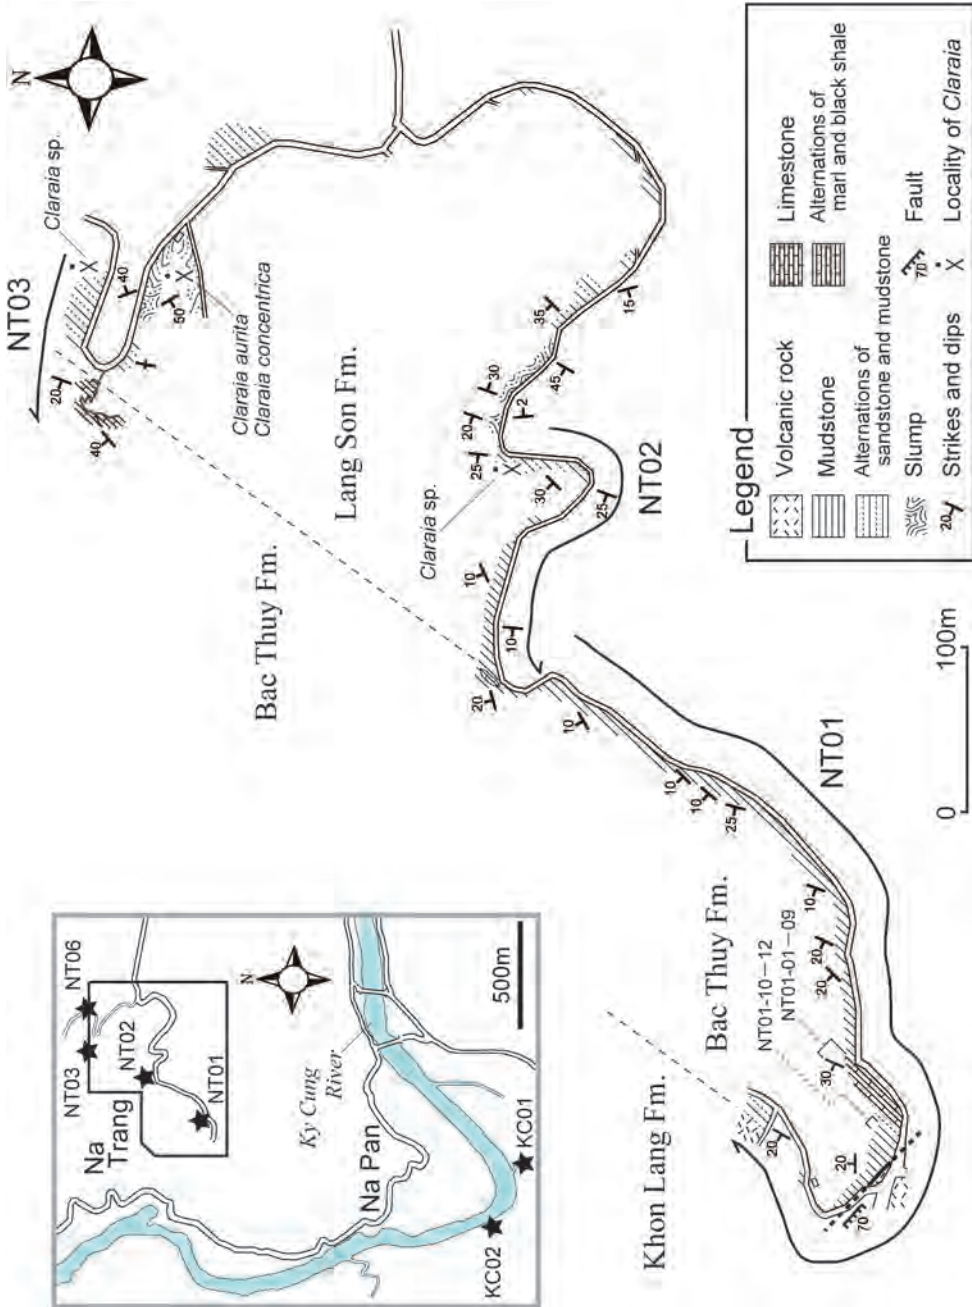 N
NT03
Claraia sp.
20
40
40
50
Claraia aurita
Claraia concentrica
Lang Son Fm.
Bac Thuy Fm.
Claraia sp.
25
20
30
2
35
45
15
30
25
NT02
10
10
20
10
10
10
25
NT01
10
20
20
Bac Thuy Fm.
NT01-10–12
NT01-01–09
30
Khon Lang Fm.
20
20
70
0
100m
Legend
Volcanic rock
Mudstone
Alternations of
sandstone and mudstone
Slump
20
Strikes and dips
Limestone
Alternations of
marl and black shale
70
Fault
Locality of Claraia
Na
Trang
NT03
NT06
NT02
NT01
N
Ky Cung
River
Na Pan
KC01
KC02
500m